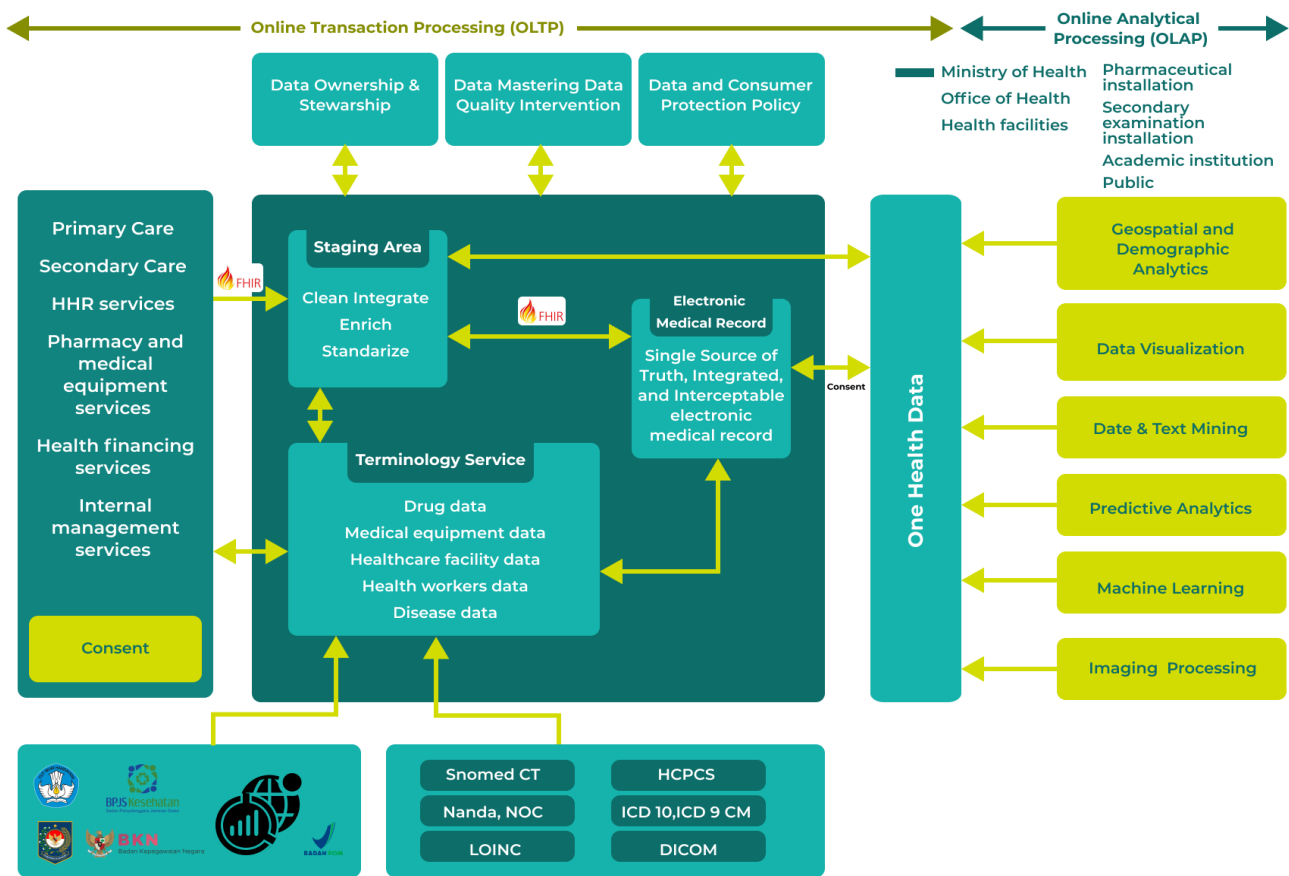 Online Transaction Processing (OLTP)
Online Analytical
Processing (OLAP)
Data Ownership &
Stewarship
Data Mastering Data
Quality Intervention
Data and Consumer
Protection Policy
Ministry of Health
Office of Health
Health facilities
Pharmaceutical
installation
Secondary
examination
installation
Academic institution
Public
Primary Care
Secondary Care
HHR services
Pharmacy and
medical
equipment
services
Health financing
services
Internal
management
services
Consent
FHIR
Staging Area
Clean Integrate
Enrich
Standarize
FHIR
Electronic
Medical Record
Single Source of
Truth, Integrated,
and Interceptable
electronic
medical record
Consent
Terminology Service
Drug data
Medical equipment data
Healthcare facility data
Health workers data
Disease data
One Health Data
Geospatial and
Demographic
Analytics
Data Visualization
Date & Text Mining
Predictive Analytics
Machine Learning
Imaging Processing
BPJS Kesehatan
Badan Penyelenggara Jaminan Sosial
BKN
Badan Kepegawaian Negara
BADAN POM
Snomed CT
HCPCS
Nanda, NOC
ICD 10,ICD 9 CM
LOINC
DICOM